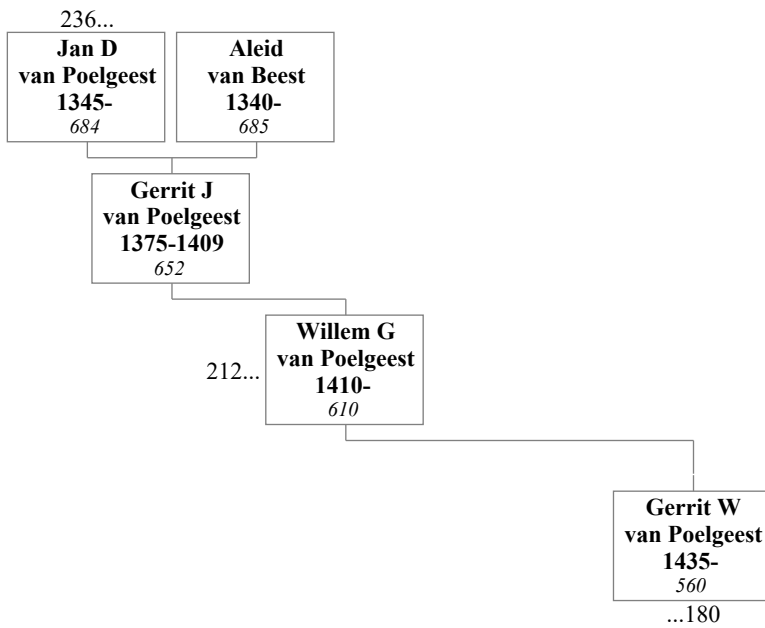 236...
Jan D
van Poelgeest
1345-
684
Aleid
van Beest
1340-
685
Gerrit J
van Poelgeest
1375-1409
652
212...
Willem G
van Poelgeest
1410-
610
Gerrit W
van Poelgeest
1435-
560
...180